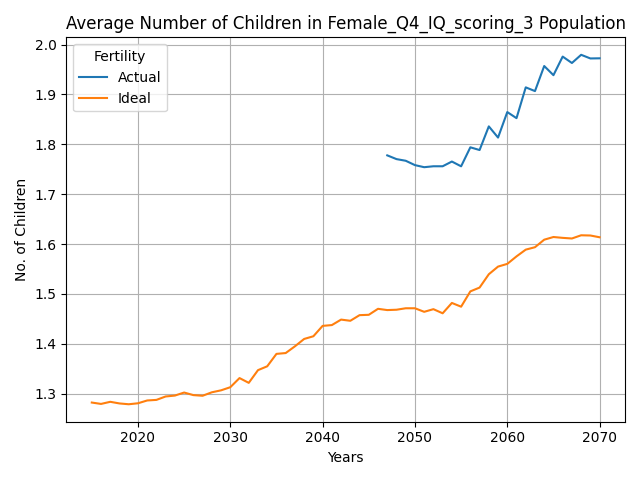 Average Number of Children in Female_Q4_IQ_scoring_3 Population
Fertility
Actual
Ideal
No. of Children
2.0
1.9
1.8
1.7
1.6
1.5
1.4
1.3
2020 2030 2040 2050 2060 2070
Years